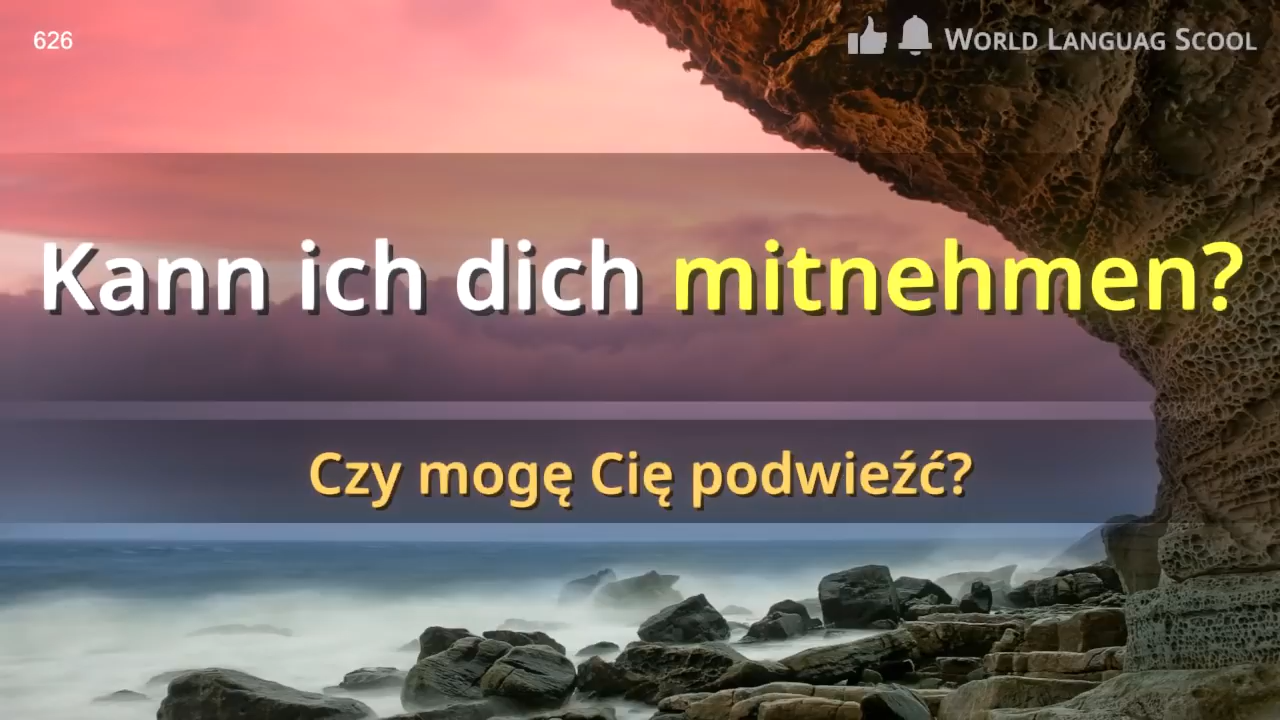 626
WORLD LANGUAG SCOOL
Kann ich dich mitnehmen?
Czy mogę Cię podwieźć?